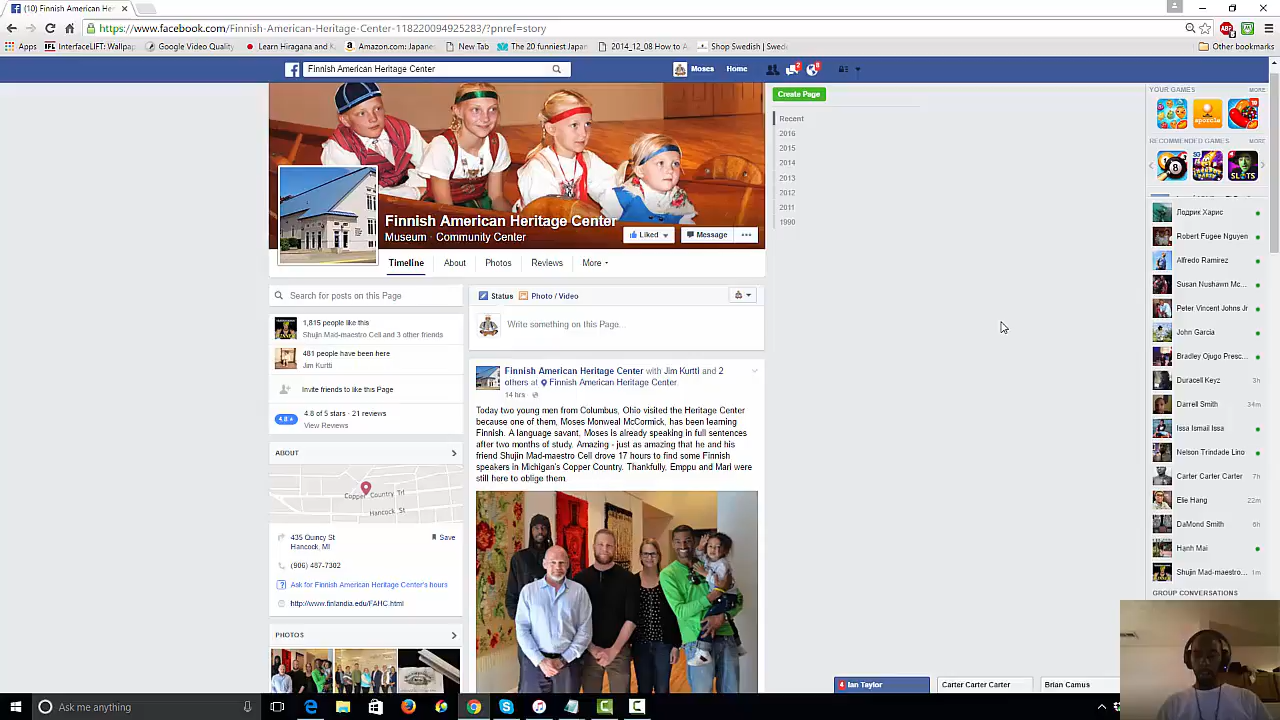 (10) Finnish American He
https://www.facebook.com/Finnish-American-Heritage-Center-118220094925283/?pnref=story
Apps
InterfaceLIFT: Wallpap
Google Video Quality
Learn Hiragana and K
Amazon.com: Japane
New Tab
The 20 funniest Japan
2014_12_08 How to A
Shop Swedish | Swed
Other bookmarks
Finnish American Heritage Center
Moses
Home
2
8
Create Page
Recent
2016
2015
2014
2013
2012
2011
1990
Finnish American Heritage Center
Museum · Community Center
Liked
Message
Timeline
About
Photos
Reviews
More
Search for posts on this Page
1,815 people like this
Shujin Mad-maestro Cell and 3 other friends
481 people have been here
Jim Kurtti
Invite friends to like this Page
4.8 of 5 stars · 21 reviews
View Reviews
ABOUT
Copper Country Trl
Hancock St
435 Quincy St
Hancock, MI
Save
(906) 487-7302
Ask for Finnish American Heritage Center's hours
http://www.finlandia.edu/FAHC.html
PHOTOS
Status
Photo / Video
Write something on this Page...
Finnish American Heritage Center with Jim Kurtti and 2
others at Finnish American Heritage Center
14 hrs
Today two young men from Columbus, Ohio visited the Heritage Center
because one of them, Moses Monweal McCormick, has been learning
Finnish. A language savant, Moses is already speaking in full sentences
after two months of study. Amazing - just as amazing that he and his
friend Shujin Mad-maestro Cell drove 17 hours to find some Finnish
speakers in Michigan's Copper Country. Thankfully, Emppu and Mari were
still here to oblige them
YOUR GAMES
MORE
RECOMMENDED GAMES
MORE
SLOTS
Лодрик Харис
Robert Fugee Nguyen
Alfredo Ramirez
Susan Nushawn Mc...
Peter Vincent Johns Jr
John Garcia
Bradley Ojugo Presc...
Duracell Keyz
3h
Darrell Smith
34m
Issa Ismail Issa
Nelson Trindade Lino
Carter Carter Carter
7h
Elie Hang
22m
DaMond Smith
6h
Hạnh Mai
Shujin Mad-maestro...
1m
GROUP CONVERSATIONS
4 Ian Taylor
Carter Carter Carter
Brian Camus
Ask me anything